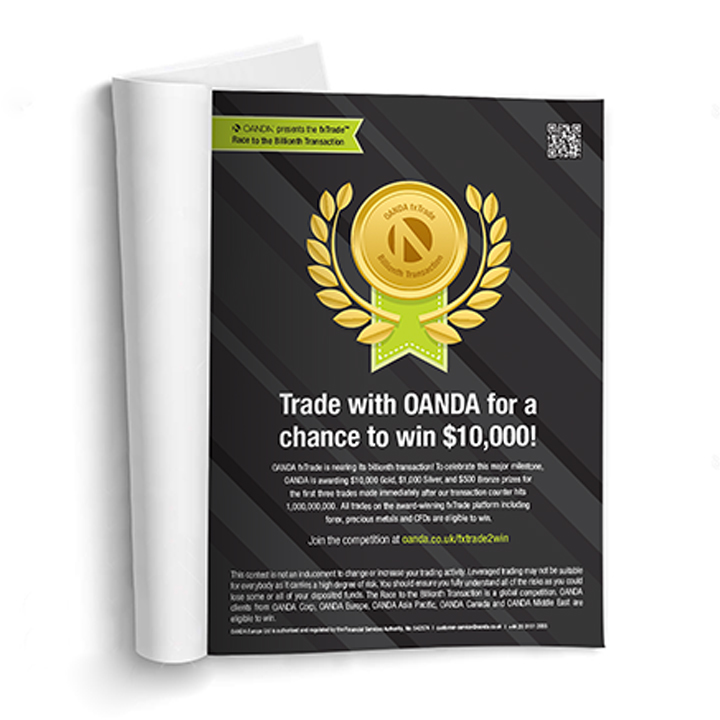 OANDA presents the fxTrade™
Race to the Billionth Transaction
OANDA fxTrade
Billionth Transaction
Trade with OANDA for a
chance to win $10,000!
OANDA fxTrade is nearing its billionth transaction! To celebrate this major milestone,
OANDA is awarding $10,000 Gold, $1,000 Silver, and $500 Bronze prizes for
the first three trades made immediately after our transaction counter hits
1,000,000,000. All trades on the award-winning fxTrade platform including
forex, precious metals and CFDs are eligible to win.
Join the competition at oanda.co.uk/fxtrade2win
This contest is not an inducement to change or increase your trading activity. Leveraged trading may not be suitable
for everybody as it carries a high degree of risk. You should ensure you fully understand all of the risks as you could
lose some or all of your deposited funds. The Race to the Billionth Transaction is a global competition. OANDA
clients from OANDA Corp, OANDA Europe, OANDA Asia Pacific, OANDA Canada and OANDA Middle East are
eligible to win.
OANDA Europe Ltd is authorised and regulated by the Financial Services Authority, No 542574 | customer-service@oanda.co.uk |